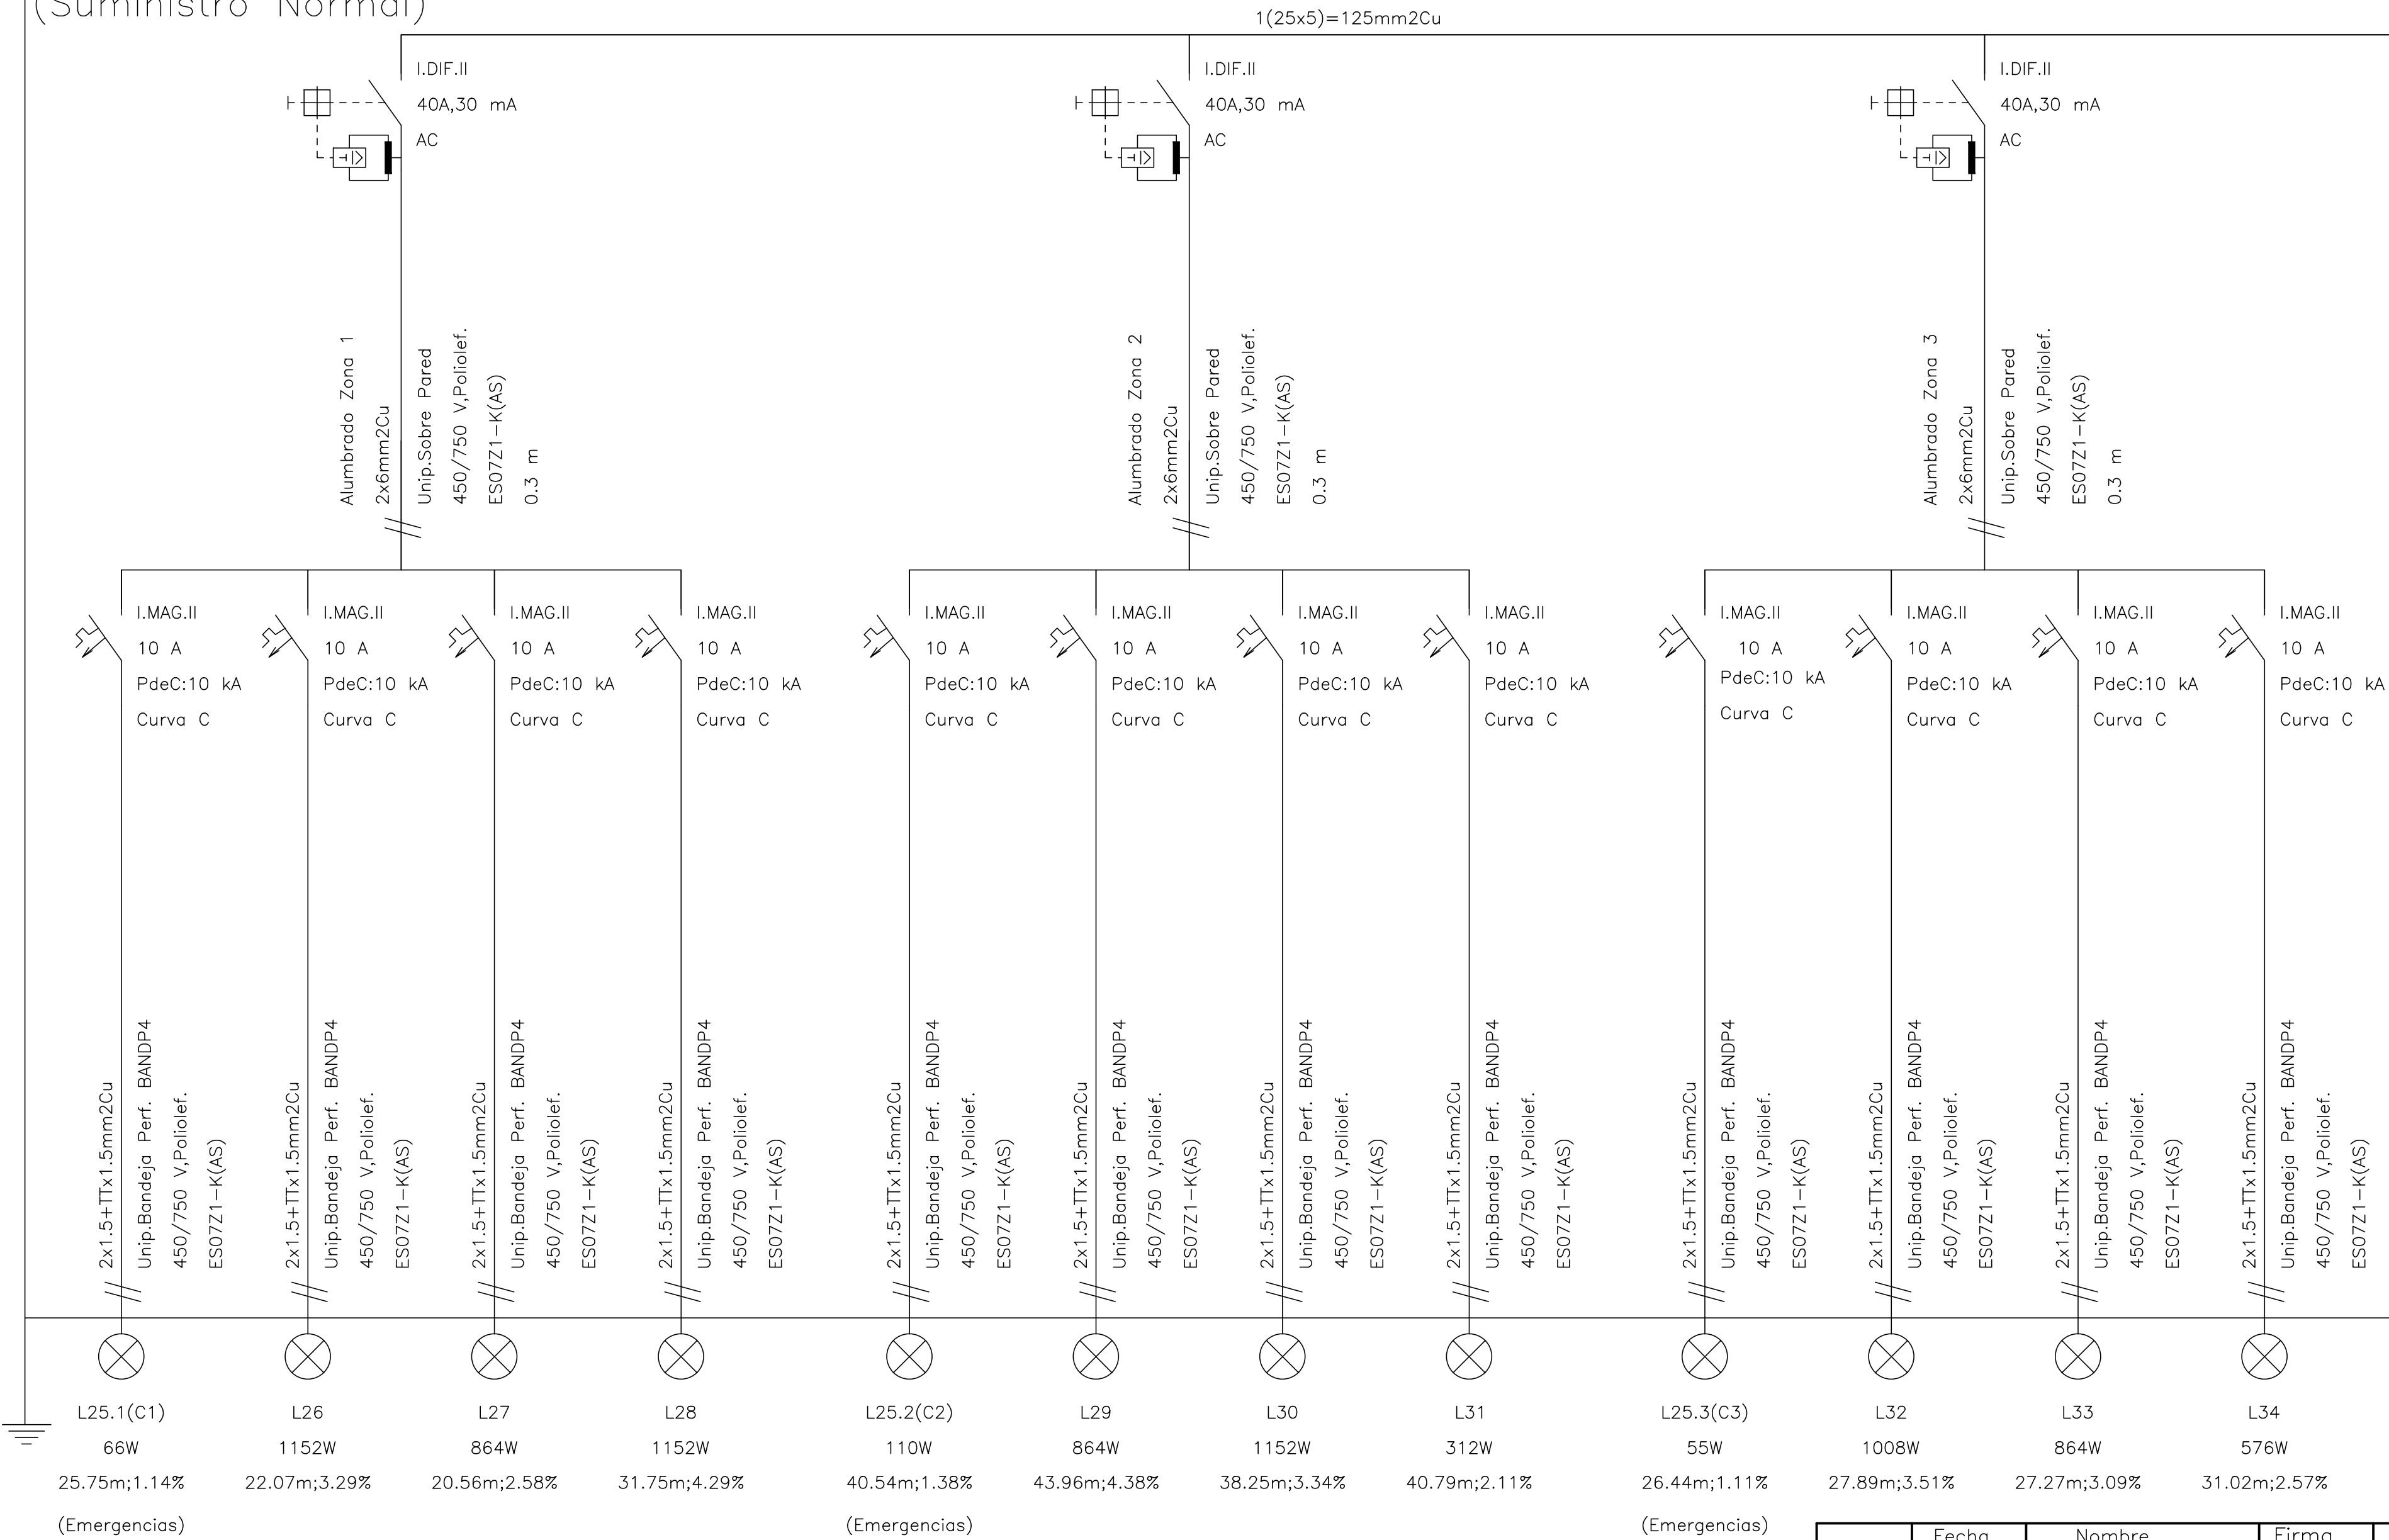 (Suministro Normal)
1(25x5)=125mm2Cu
I.DIF.II
40A,30 mA
AC
I.DIF.II
40A,30 mA
AC
I.DIF.II
40A,30 mA
AC
Alumbrado Zona 1
2x6mm2Cu
Unip.Sobre Pared
450/750 V,Poliolef.
ES07Z1-K(AS)
0.3 m
Alumbrado Zona 2
2x6mm2Cu
Unip.Sobre Pared
450/750 V,Poliolef.
ES07Z1-K(AS)
0.3 m
Alumbrado Zona 3
2x6mm2Cu
Unip.Sobre Pared
450/750 V,Poliolef.
ES07Z1-K(AS)
0.3 m
I.MAG.II
10 A
PdeC:10 kA
Curva C
I.MAG.II
10 A
PdeC:10 kA
Curva C
I.MAG.II
10 A
PdeC:10 kA
Curva C
I.MAG.II
10 A
PdeC:10 kA
Curva C
I.MAG.II
10 A
PdeC:10 kA
Curva C
I.MAG.II
10 A
PdeC:10 kA
Curva C
I.MAG.II
10 A
PdeC:10 kA
Curva C
I.MAG.II
10 A
PdeC:10 kA
Curva C
I.MAG.II
10 A
PdeC:10 kA
Curva C
I.MAG.II
10 A
PdeC:10 kA
Curva C
I.MAG.II
10 A
PdeC:10 kA
Curva C
I.MAG.II
10 A
PdeC:10 kA
Curva C
2x1.5+TTx1.5mm2Cu
Unip.Bandeja Perf. BANDP4
450/750 V,Poliolef.
ES07Z1-K(AS)
2x1.5+TTx1.5mm2Cu
Unip.Bandeja Perf. BANDP4
450/750 V,Poliolef.
ES07Z1-K(AS)
2x1.5+TTx1.5mm2Cu
Unip.Bandeja Perf. BANDP4
450/750 V,Poliolef.
ES07Z1-K(AS)
2x1.5+TTx1.5mm2Cu
Unip.Bandeja Perf. BANDP4
450/750 V,Poliolef.
ES07Z1-K(AS)
2x1.5+TTx1.5mm2Cu
Unip.Bandeja Perf. BANDP4
450/750 V,Poliolef.
ES07Z1-K(AS)
2x1.5+TTx1.5mm2Cu
Unip.Bandeja Perf. BANDP4
450/750 V,Poliolef.
ES07Z1-K(AS)
2x1.5+TTx1.5mm2Cu
Unip.Bandeja Perf. BANDP4
450/750 V,Poliolef.
ES07Z1-K(AS)
2x1.5+TTx1.5mm2Cu
Unip.Bandeja Perf. BANDP4
450/750 V,Poliolef.
ES07Z1-K(AS)
2x1.5+TTx1.5mm2Cu
Unip.Bandeja Perf. BANDP4
450/750 V,Poliolef.
ES07Z1-K(AS)
2x1.5+TTx1.5mm2Cu
Unip.Bandeja Perf. BANDP4
450/750 V,Poliolef.
ES07Z1-K(AS)
2x1.5+TTx1.5mm2Cu
Unip.Bandeja Perf. BANDP4
450/750 V,Poliolef.
ES07Z1-K(AS)
2x1.5+TTx1.5mm2Cu
Unip.Bandeja Perf. BANDP4
450/750 V,Poliolef.
ES07Z1-K(AS)
L25.1(C1)
66W
25.75m;1.14%
(Emergencias)
L26
1152W
22.07m;3.29%
L27
864W
20.56m;2.58%
L28
1152W
31.75m;4.29%
L25.2(C2)
110W
40.54m;1.38%
(Emergencias)
L29
864W
43.96m;4.38%
L30
1152W
38.25m;3.34%
L31
312W
40.79m;2.11%
L25.3(C3)
55W
26.44m;1.11%
(Emergencias)
L32
1008W
27.89m;3.51%
L33
864W
27.27m;3.09%
L34
576W
31.02m;2.57%
Fecha
Nombre
Firma